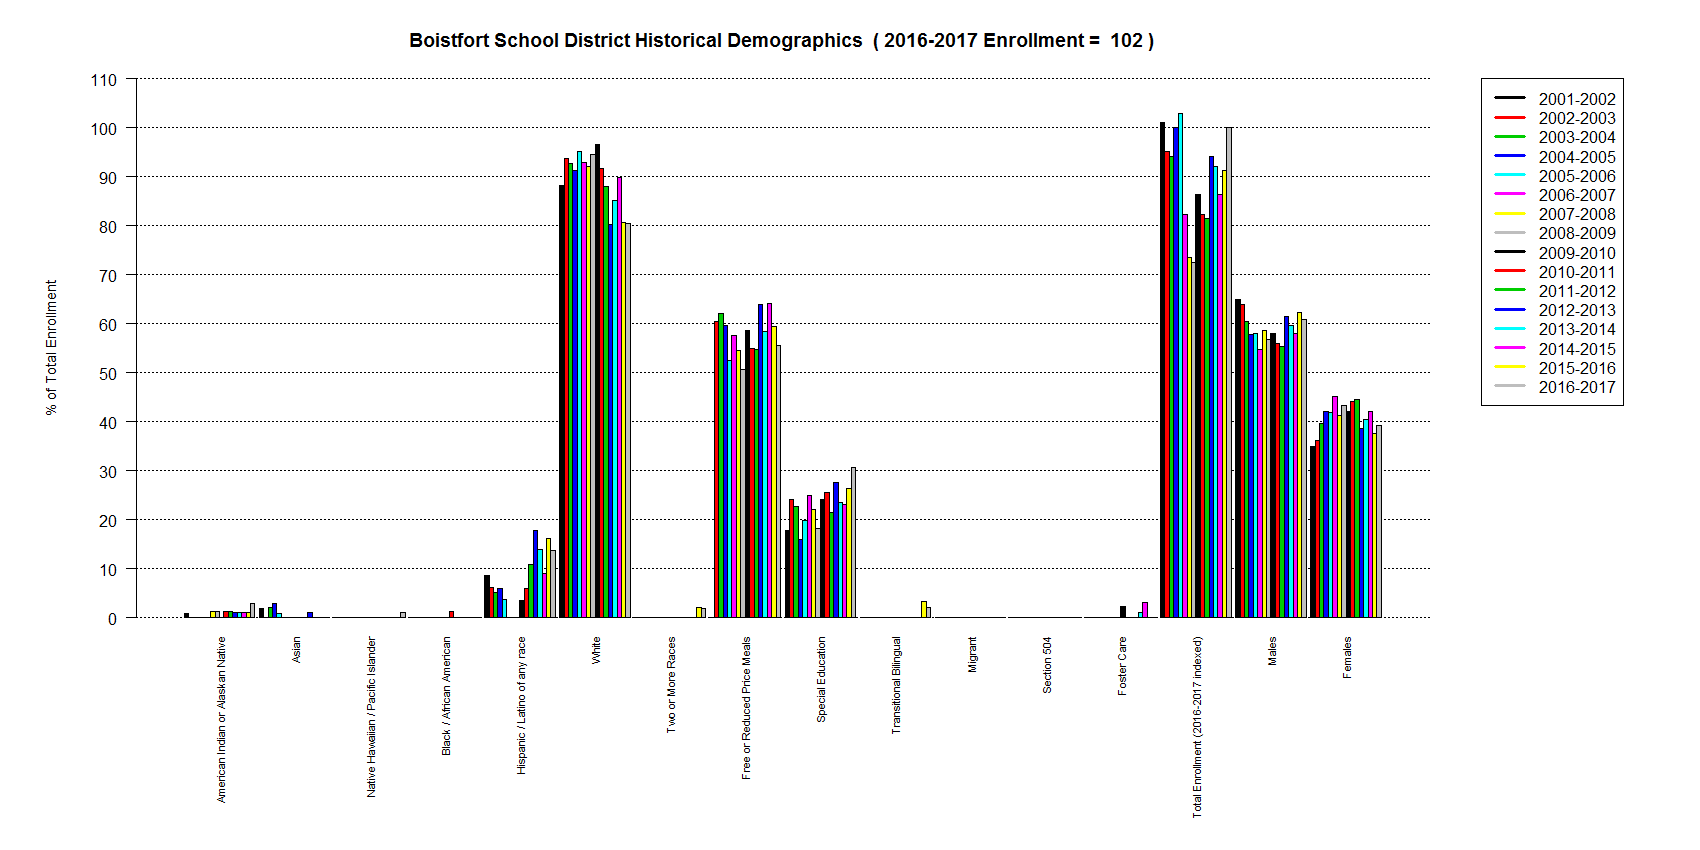 Boistfort School District Historical Demographics ( 2016-2017 Enrollment = 102 )
% of Total Enrollment
110
100
90
80
70
60
50
40
30
20
10
0
American Indian or Alaskan Native
Asian
Native Hawaiian / Pacific Islander
Black / African American
Hispanic / Latino of any race
White
Two or More Races
Free or Reduced Price Meals
Special Education
Transitional Bilingual
Migrant
Section 504
Foster Care
Total Enrollment (2016-2017 indexed)
Males
Females
2001-2002
2002-2003
2003-2004
2004-2005
2005-2006
2006-2007
2007-2008
2008-2009
2009-2010
2010-2011
2011-2012
2012-2013
2013-2014
2014-2015
2015-2016
2016-2017